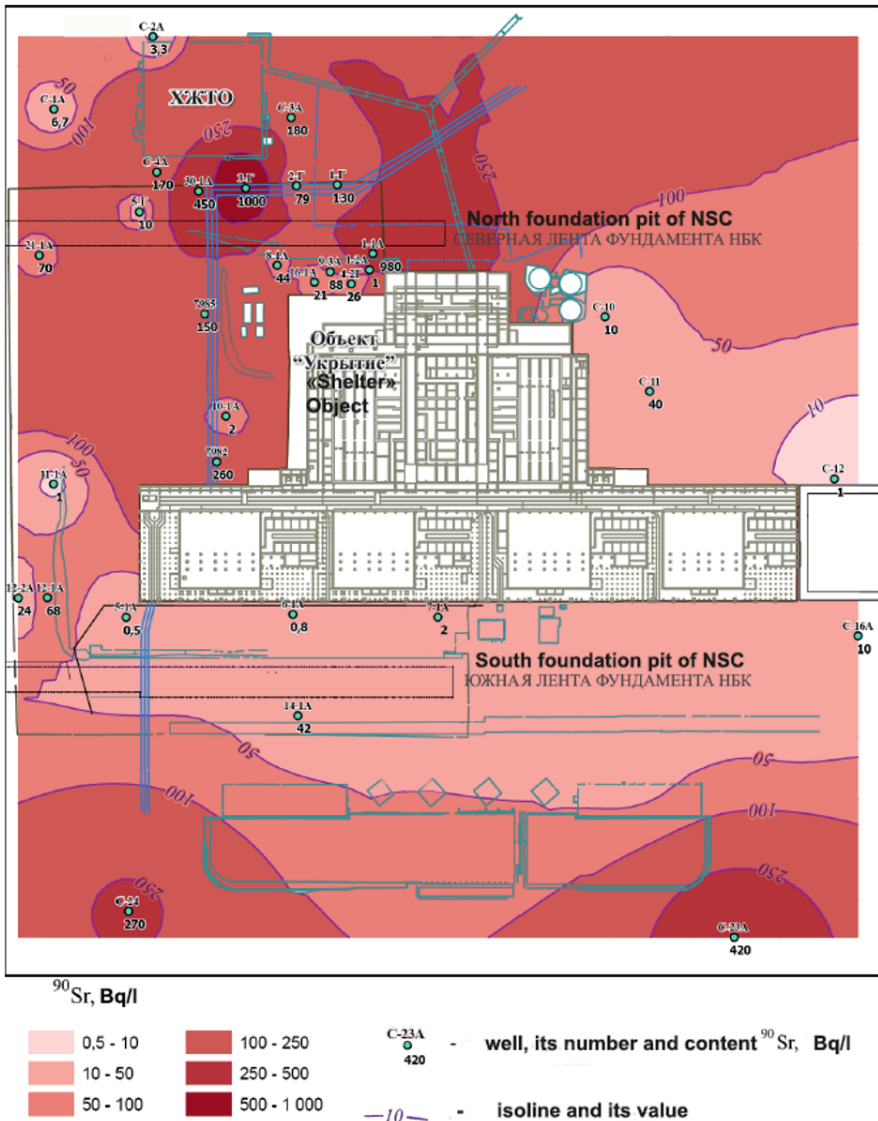 С-2А
3,3
50
С-1А
6,7
100
ХЖТО
250
С-3А
180
С-4А
170
30-1А
450
3-Г
1000
2-Г
79
1-Г
130
250
5-Г
10
100
North foundation pit of NSC
СЕВЕРНАЯ ЛЕНТА ФУНДАМЕНТА НБК
21-1А
70
8-1А
44
16-1А
21
9-3А
88
4-2Г
26
1-1А
980
1-2А
1
7985
150
С-10
10
50
Объект
“Укрытие”
«Shelter»
Object
С-11
40
10
10-1А
2
100
50
7982
260
11-1А
1
С-12
1
12-2А
24
12-1А
68
5-1А
0,5
6-1А
0,8
7-1А
2
С-16А
10
South foundation pit of NSC
ЮЖНАЯ ЛЕНТА ФУНДАМЕНТА НБК
14-1А
42
50
50
100
100
250
250
С-24
270
С-23А
420
90Sr, Bq/l
0,5 - 10
10 - 50
50 - 100
100 - 250
250 - 500
500 - 1 000
С-23А
420
- well, its number and content 90Sr, Bq/l
10 - isoline and its value